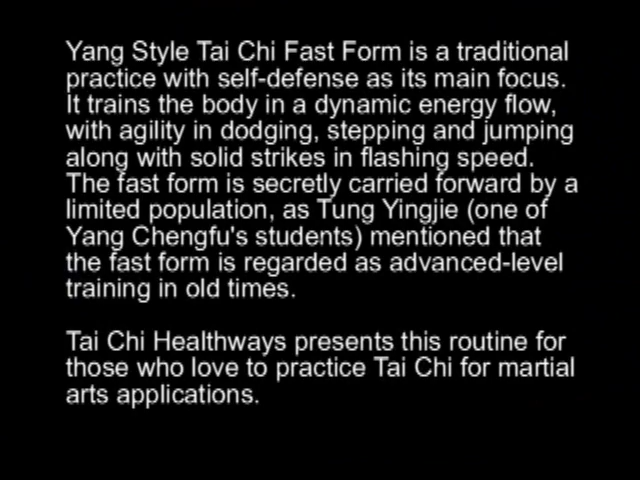 Yang Style Tai Chi Fast Form is a traditional
practice with self-defense as its main focus.
It trains the body in a dynamic energy flow,
with agility in dodging, stepping and jumping
along with solid strikes in flashing speed.
The fast form is secretly carried forward by a
limited population, as Tung Yingjie (one of
Yang Chengfu's students) mentioned that
the fast form is regarded as advanced-level
training in old times.
Tai Chi Healthways presents this routine for
those who love to practice Tai Chi for martial
arts applications.